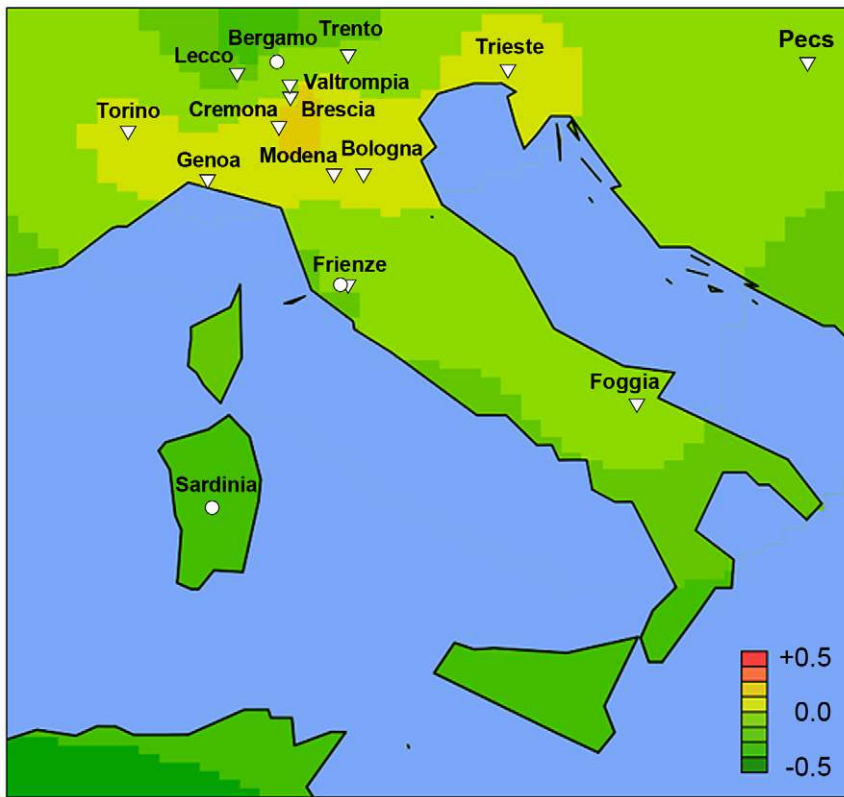 Trento
Bergamo
Lecco
Trieste
Pecs
Valtrompia
Torino
Cremona
Brescia
Genoa
Modena
Bologna
Frienze
Foggia
Sardinia
+0.5
0.0
-0.5